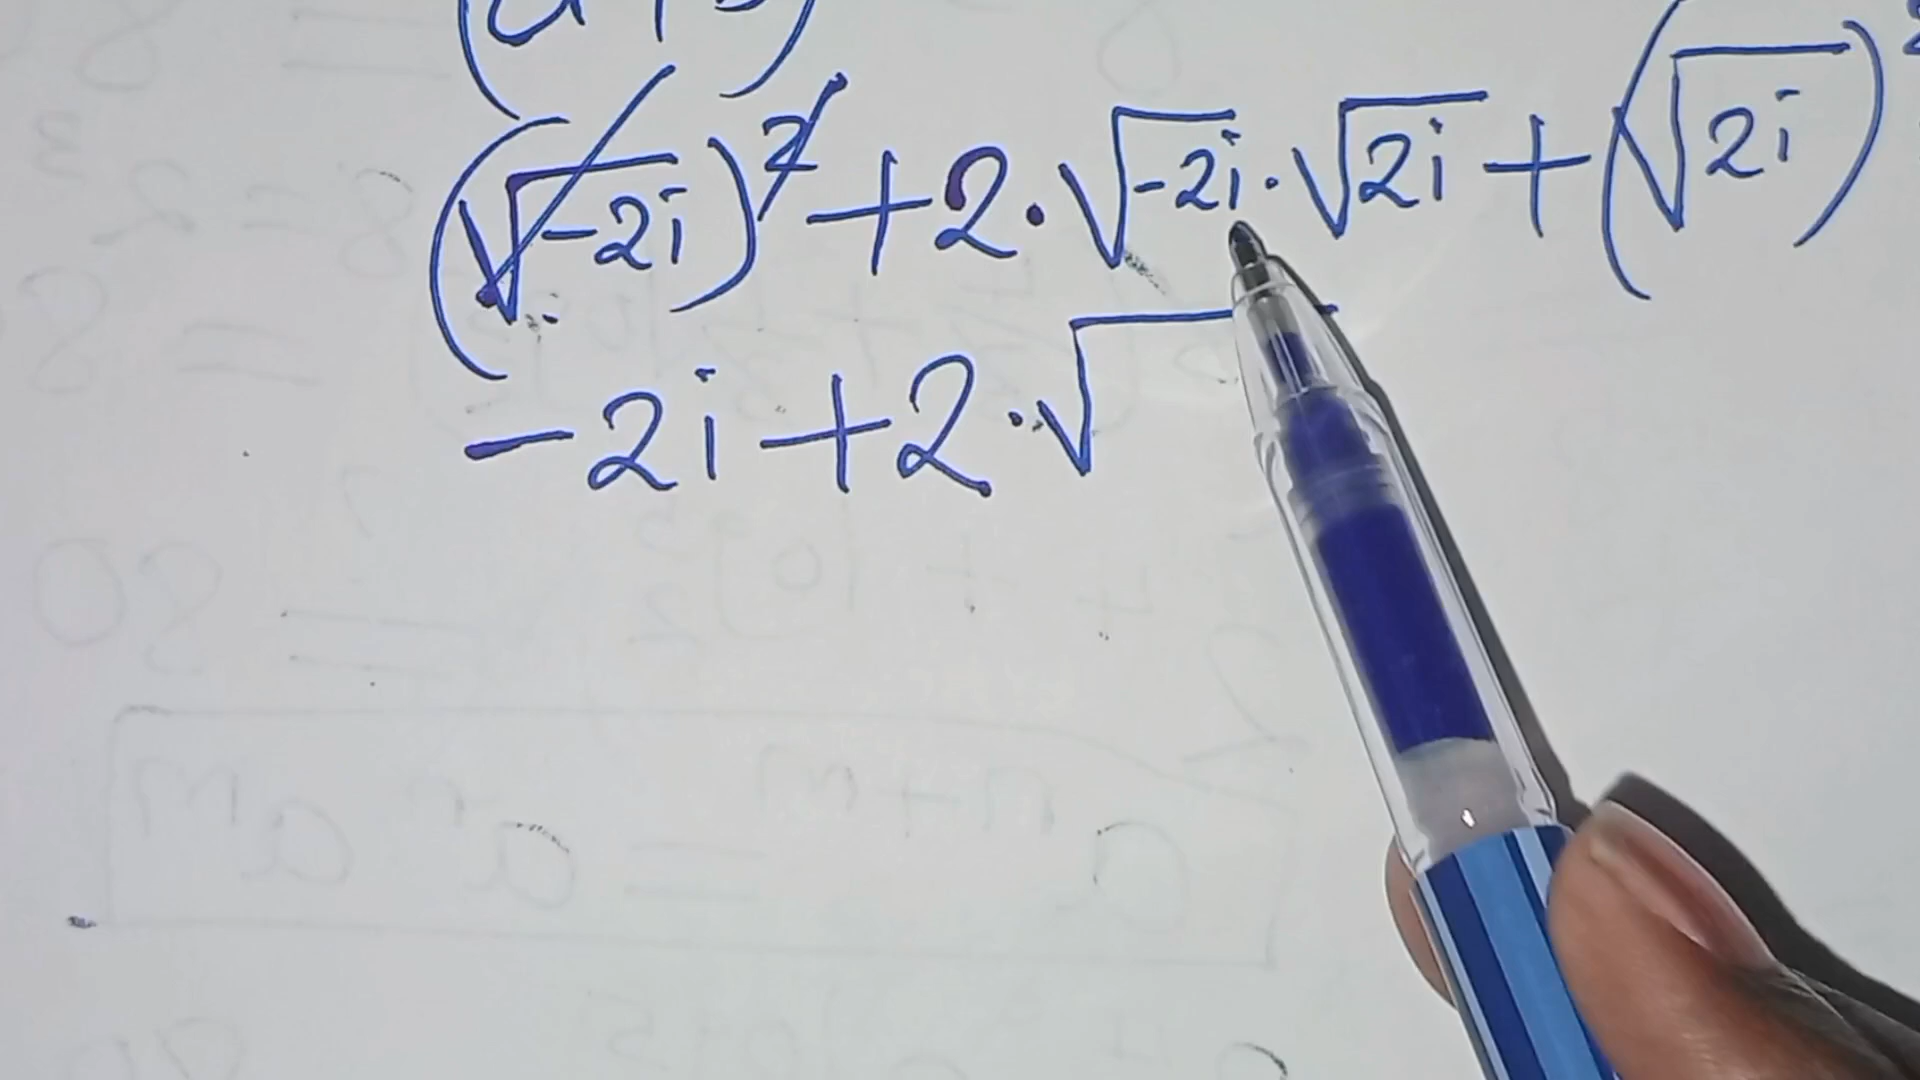 (a+b)
(√-2i)² + 2·√-2i·√2i + (√2i)²
-2i + 2·√